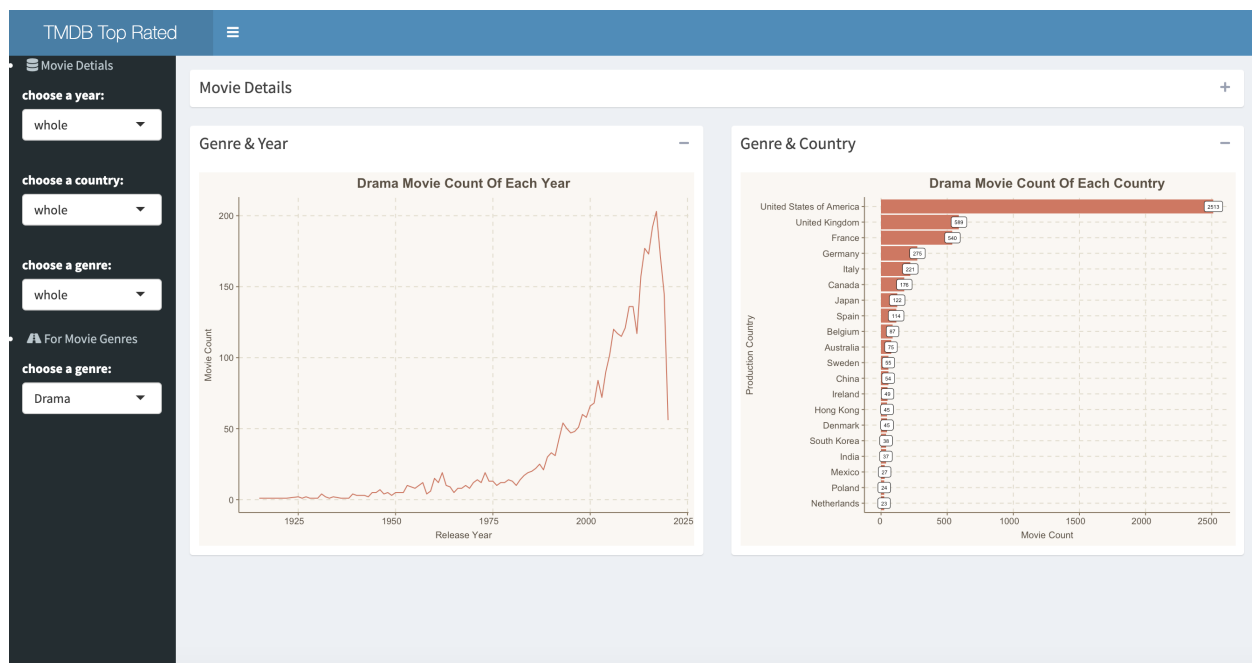 TMDB Top Rated
Movie Detials
choose a year:
whole
choose a country:
whole
choose a genre:
whole
For Movie Genres
choose a genre:
Drama
Movie Details
Genre & Year
Drama Movie Count Of Each Year
Movie Count
200
150
100
50
0
1925
1950
1975
2000
2025
Release Year
Genre & Country
Drama Movie Count Of Each Country
Production Country
United States of America 2513
United Kingdom 589
France 540
Germany 275
Italy 221
Canada 176
Japan 122
Spain 114
Belgium 87
Australia 75
Sweden 55
China 54
Ireland 49
Hong Kong 45
Denmark 45
South Korea 38
India 37
Mexico 27
Poland 24
Netherlands 23
0
500
1000
1500
2000
2500
Movie Count